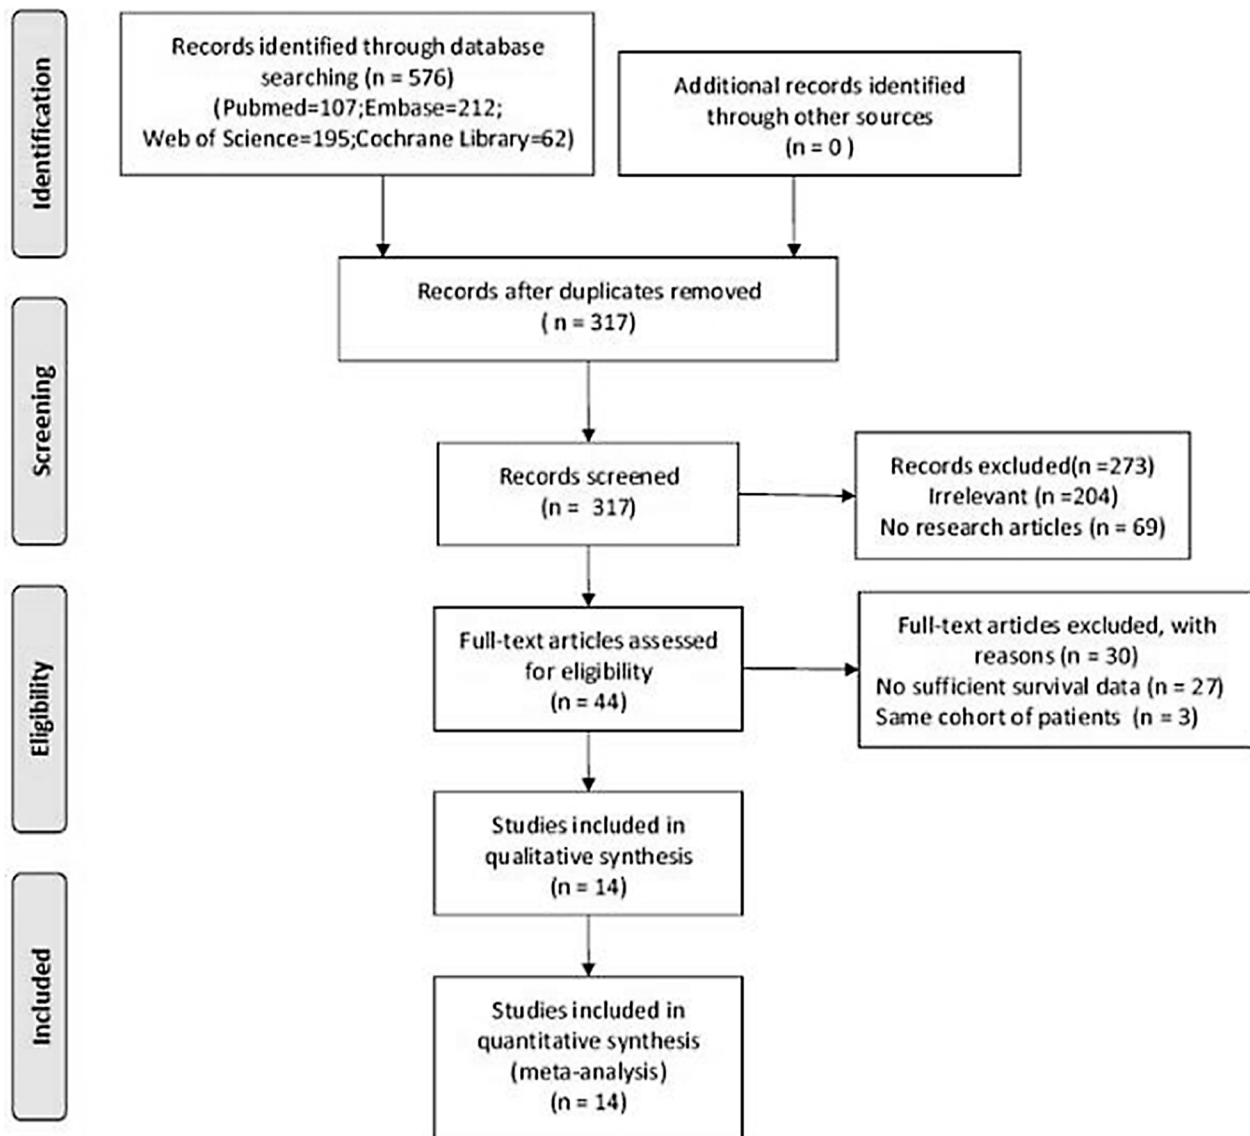 Identification
Records identified through database
searching (n = 576)
(Pubmed=107;Embase=212;
Web of Science=195;Cochrane Library=62)
Additional records identified
through other sources
(n = 0 )
Records after duplicates removed
( n = 317)
Screening
Records screened
(n = 317)
Records excluded(n =273)
Irrelevant (n =204)
No research articles (n = 69)
Eligibility
Full-text articles assessed
for eligibility
(n = 44)
Full-text articles excluded, with
reasons (n = 30)
No sufficient survival data (n = 27)
Same cohort of patients (n = 3)
Studies included in
qualitative synthesis
(n = 14)
Included
Studies included in
quantitative synthesis
(meta-analysis)
(n = 14)